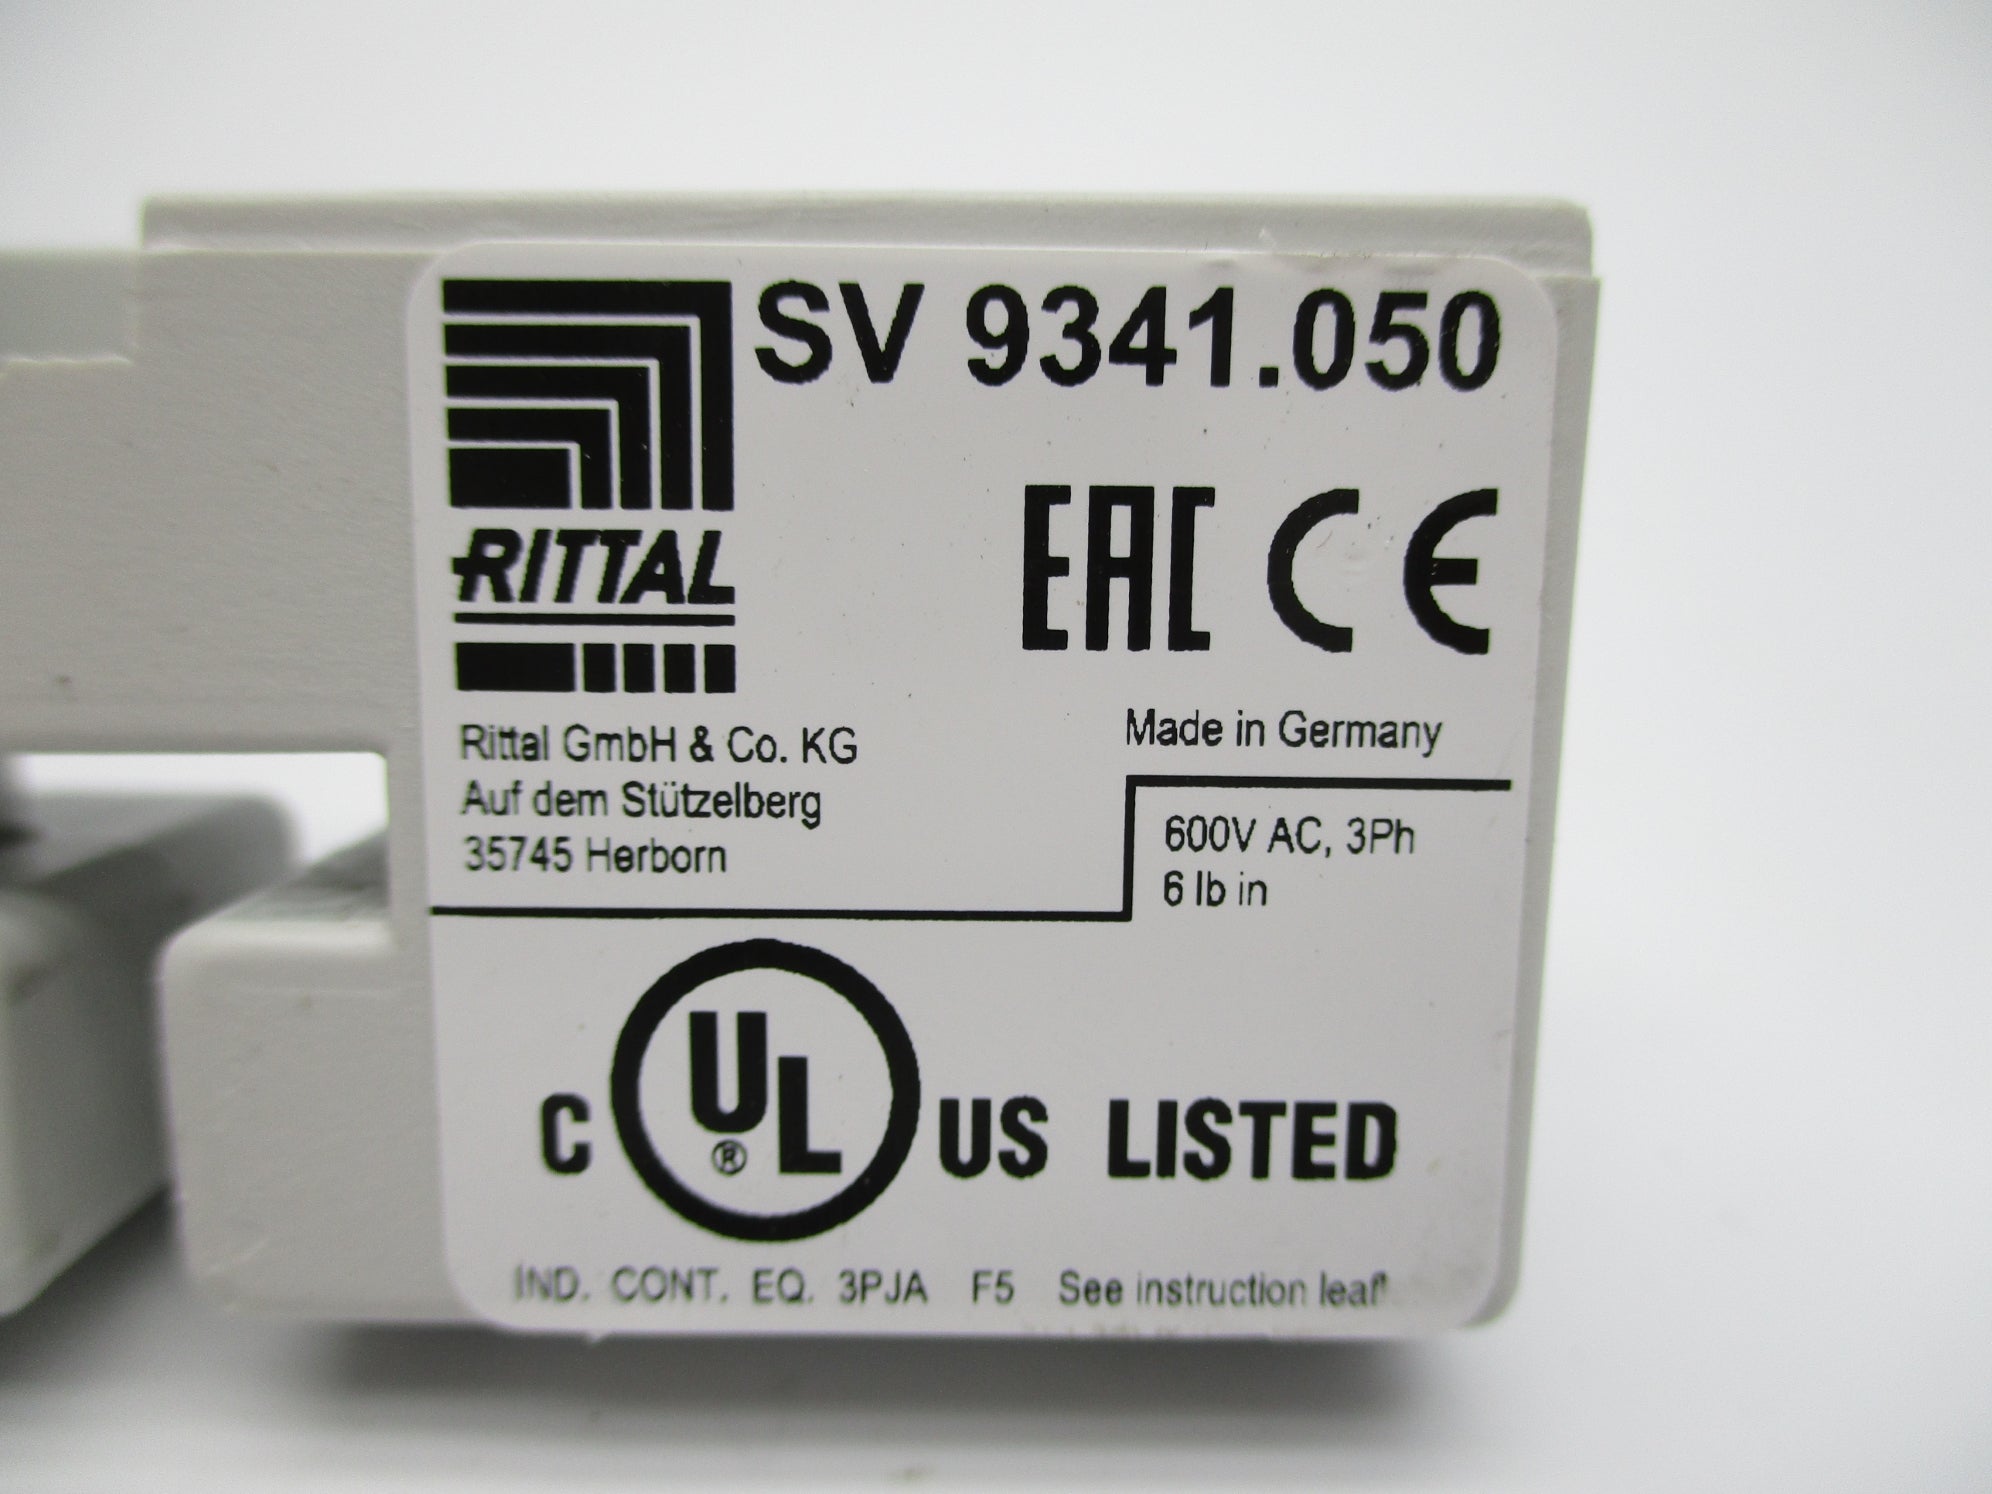 SV 9341.050
RITTAL
EAC CE
Rittal GmbH & Co. KG
Auf dem Stützelberg
35745 Herborn
Made in Germany
600V AC, 3Ph
6 lb in
C UL® US LISTED
IND. CONT. EQ. 3PJA F5 See instruction leaf